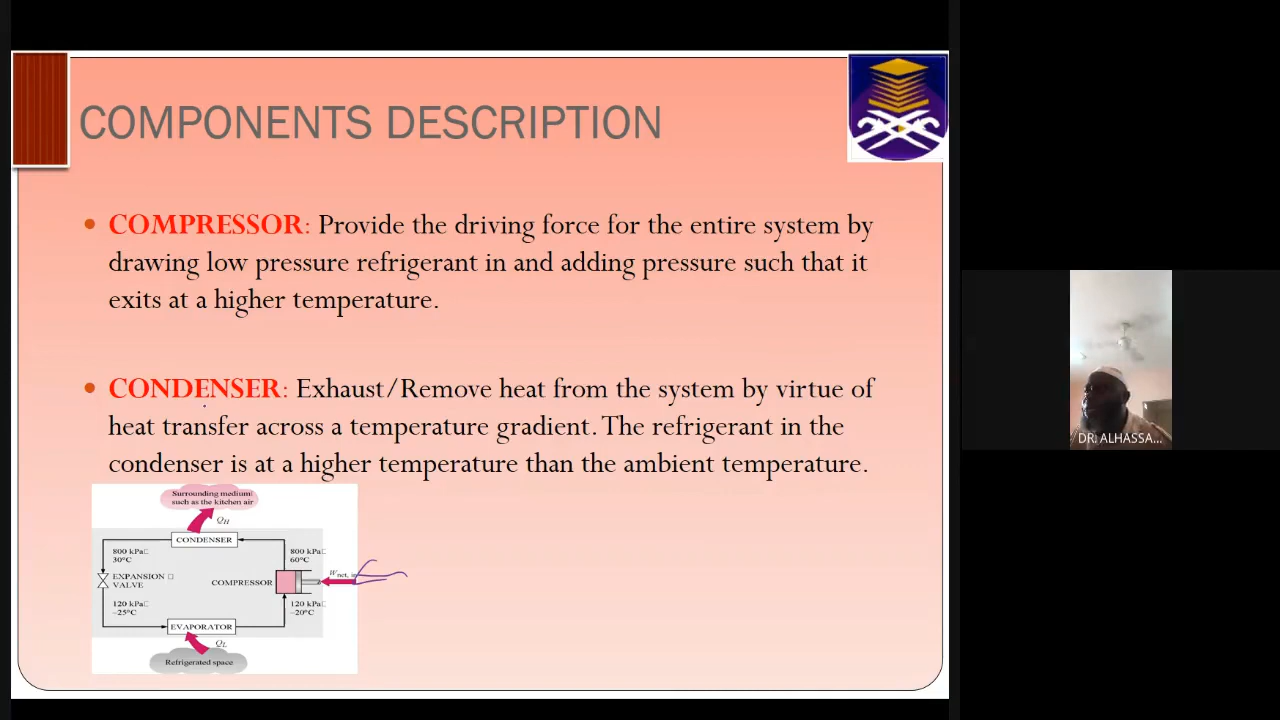 COMPONENTS DESCRIPTION
• COMPRESSOR: Provide the driving force for the entire system by
drawing low pressure refrigerant in and adding pressure such that it
exits at a higher temperature.
• CONDENSER: Exhaust/Remove heat from the system by virtue of
heat transfer across a temperature gradient. The refrigerant in the
condenser is at a higher temperature than the ambient temperature.
Surrounding medium
such as the kitchen air
QH
CONDENSER
800 kPa
30°C
800 kPa
60°C
EXPANSION
VALVE
COMPRESSOR
Wnet, in
120 kPa
–25°C
120 kPa
–20°C
EVAPORATOR
QL
Refrigerated space
DR. ALHASSA...